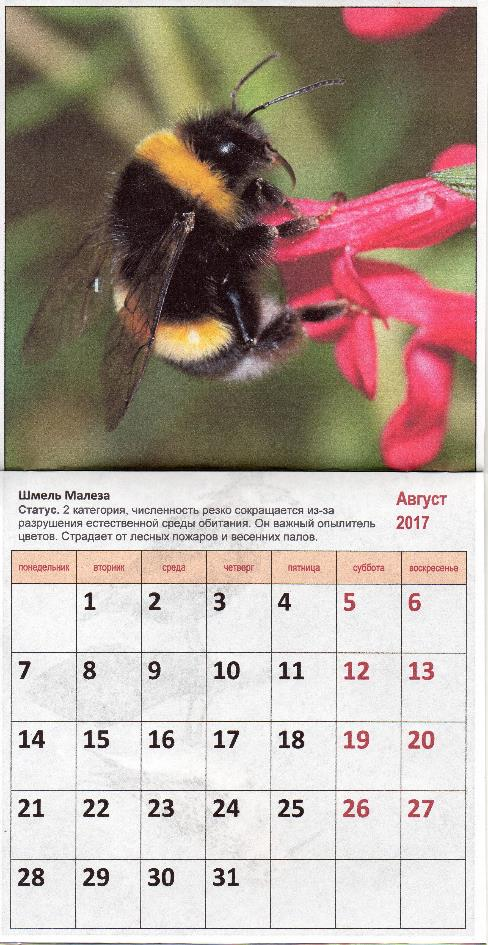 Шмель Малеза
Статус. 2 категория, численность резко сокращается из-за
разрушения естественной среды обитания. Он важный опылитель
цветов. Страдает от лесных пожаров и весенних палов.
Август
2017
понедельник вторник среда четверг пятница суббота воскресенье
1 2 3 4 5 6
7 8 9 10 11 12 13
14 15 16 17 18 19 20
21 22 23 24 25 26 27
28 29 30 31